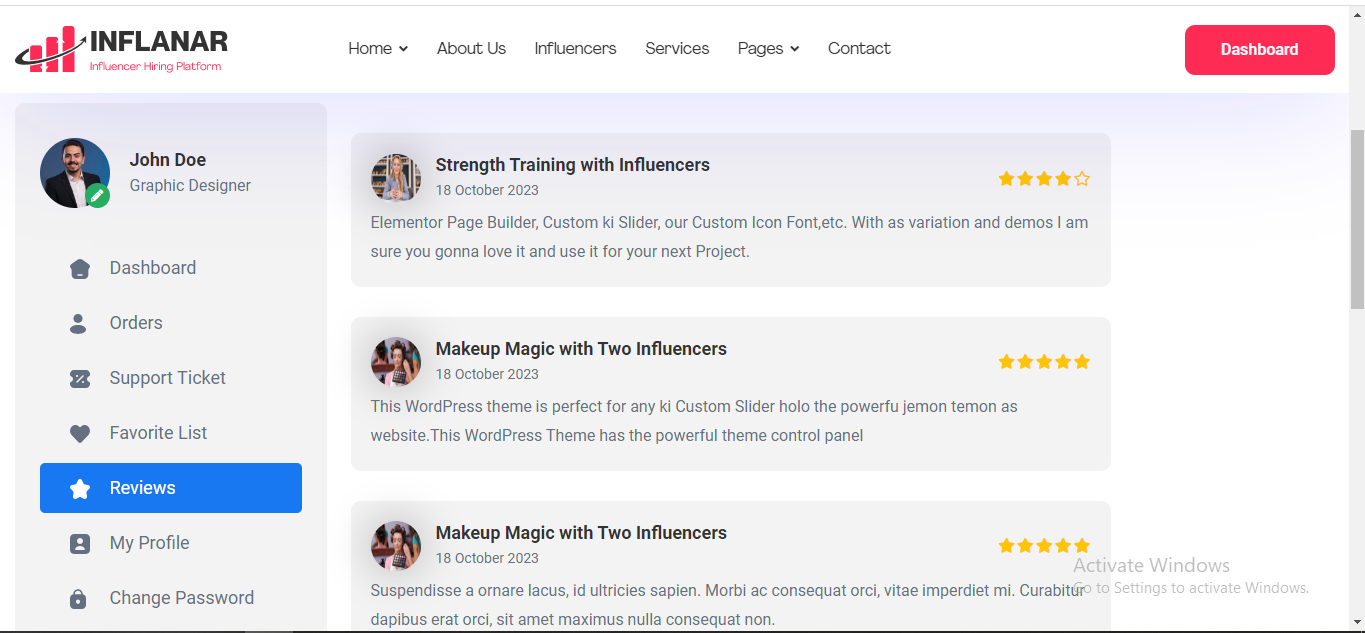 INFLANAR
Influencer Hiring Platform
Home
About Us
Influencers
Services
Pages
Contact
Dashboard
John Doe
Graphic Designer
Dashboard
Orders
Support Ticket
Favorite List
Reviews
My Profile
Change Password
Strength Training with Influencers
18 October 2023
Elementor Page Builder, Custom ki Slider, our Custom Icon Font,etc. With as variation and demos I am
sure you gonna love it and use it for your next Project.
Makeup Magic with Two Influencers
18 October 2023
This WordPress theme is perfect for any ki Custom Slider holo the powerfu jemon temon as
website.This WordPress Theme has the powerful theme control panel
Makeup Magic with Two Influencers
18 October 2023
Suspendisse a ornare lacus, id ultricies sapien. Morbi ac consequat orci, vitae imperdiet mi. Curabitur
dapibus erat orci, sit amet maximus nulla consequat non.
Activate Windows
Go to Settings to activate Windows.